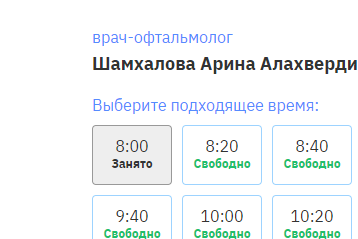 врач-офтальмолог
Шамхалова Арина Алахверди
Выберите подходящее время:
8:00 8:20 8:40
Занято Свободно Свободно
9:40 10:00 10:20
Свободно Свободно Свободно